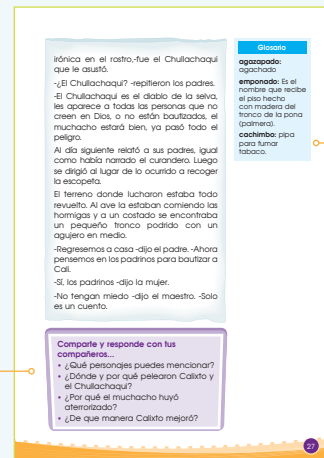 irónica en el rostro,-fue el Chullachaqui
que le asustó.
-¿El Chullachaqui? -repitieron los padres.
-El Chullachaqui es el diablo de la selva,
les aparece a todas las personas que no
creen en Dios, o no están bautizados, el
muchacho estará bien, ya pasó todo el
peligro.
Al día siguiente relató a sus padres, igual
como había narrado el curandero. Luego
se dirigió al lugar de lo ocurrido a recoger
la escopeta.
El terreno donde lucharon estaba todo
revuelto. Al ave la estaban comiendo las
hormigas y a un costado se encontraba
un pequeño tronco podrido con un
agujero en medio.
-Regresemos a casa -dijo el padre. -Ahora
pensemos en los padrinos para bautizar a
Cali.
-Sí, los padrinos -dijo la mujer.
-No tengan miedo -dijo el maestro. -Solo
es un cuento.
Glosario
agazapado:
agachado
emponado: Es el
nombre que recibe
el piso hecho
con madera del
tronco de la pona
(palmera).
cachimbo: pipa
para fumar
tabaco.
Comparte y responde con tus
compañeros...
• ¿Qué personajes puedes mencionar?
• ¿Dónde y por qué pelearon Calixto y
el Chullachaqui?
• ¿Por qué el muchacho huyó
aterrorizado?
• ¿De que manera Calixto mejoró?
27